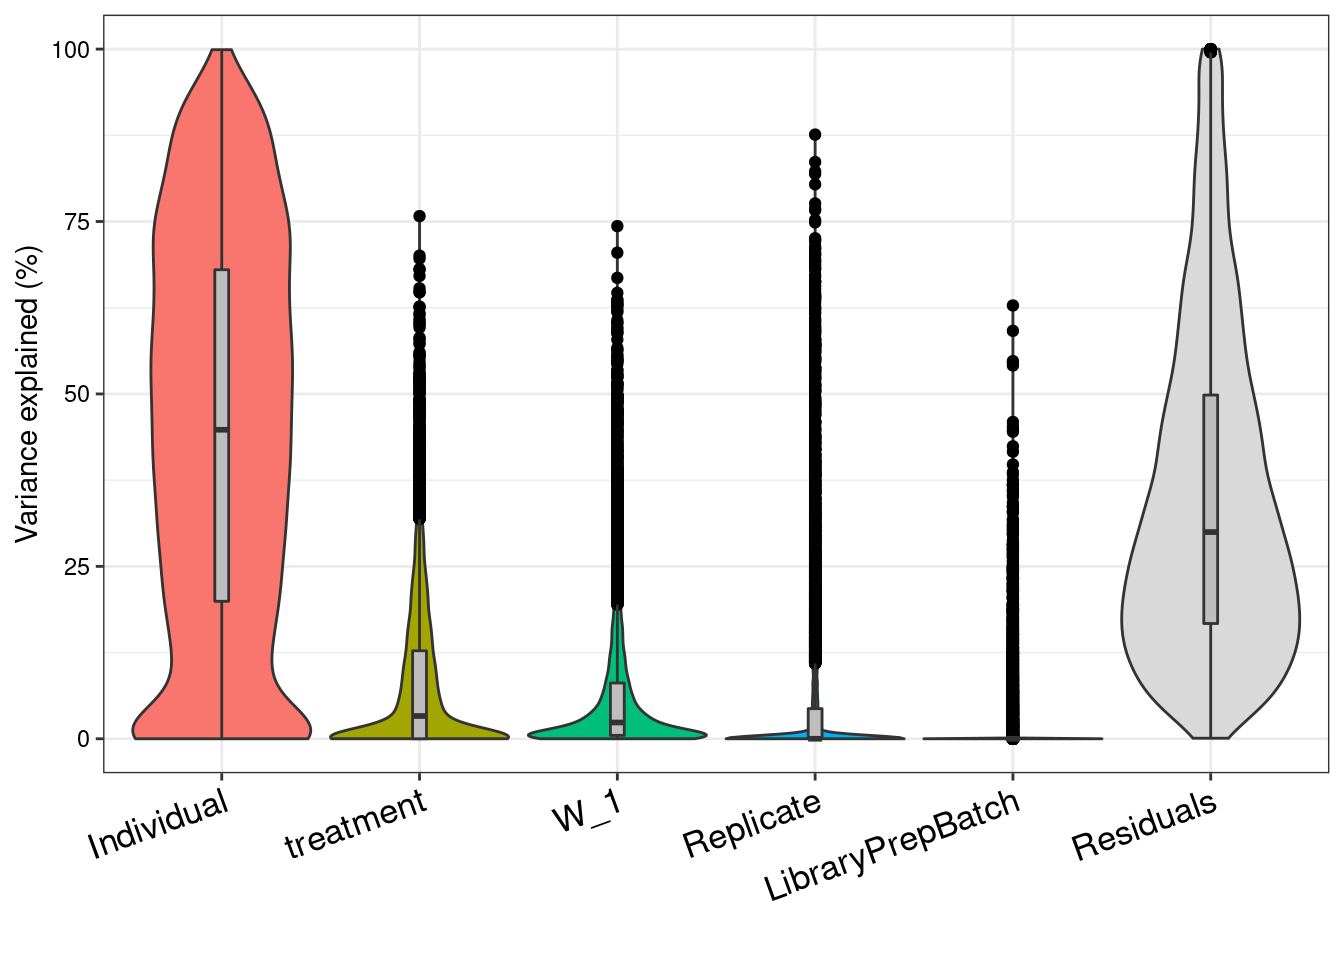 Variance explained (%)
100
75
50
25
0
Individual
treatment
W_1
Replicate
LibraryPrepBatch
Residuals